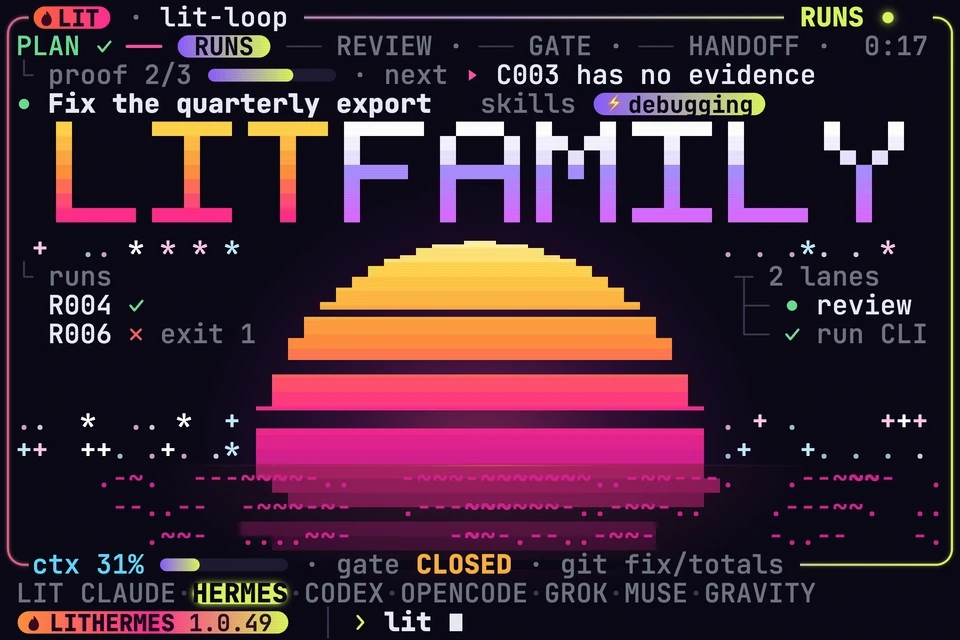 LIT · lit-loop RUNS
PLAN ✓ RUNS REVIEW · GATE · HANDOFF · 0:17
proof 2/3 · next ▸ C003 has no evidence
Fix the quarterly export skills ⚡debugging
LITFAMILY
runs
R004 ✓
R006 × exit 1
2 lanes
review
✓ run CLI
ctx 31% · gate CLOSED · git fix/totals
LIT CLAUDE·HERMES·CODEX·OPENCODE·GROK·MUSE·GRAVITY
LITHERMES 1.0.49 › lit